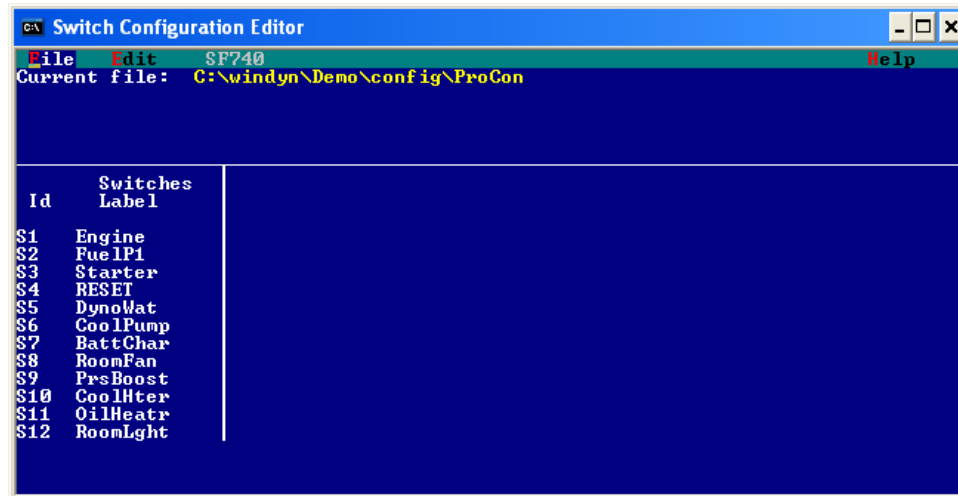 Switch Configuration Editor
File Edit SF740 Help
Current file: C:\windyn\Demo\config\ProCon
Switches
Id Label
S1 Engine
S2 FuelP1
S3 Starter
S4 RESET
S5 DynoWat
S6 CoolPump
S7 BattChar
S8 RoomFan
S9 PrsBoost
S10 CoolHter
S11 OilHeatr
S12 RoomLght